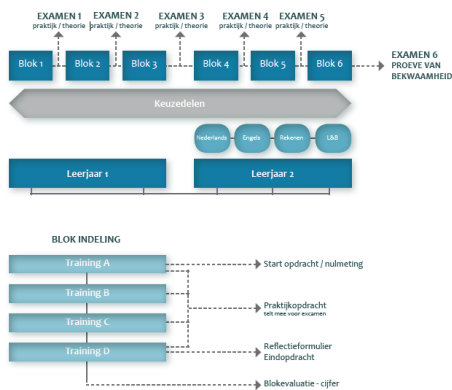 EXAMEN 1
praktijk / theorie
EXAMEN 2
praktijk / theorie
EXAMEN 3
praktijk / theorie
EXAMEN 4
praktijk / theorie
EXAMEN 5
praktijk / theorie
Blok 1
Blok 2
Blok 3
Blok 4
Blok 5
Blok 6
EXAMEN 6
PROEVE VAN
BEKWAAMHEID
Keuzedelen
Nederlands
Engels
Rekenen
L&B
Leerjaar 1
Leerjaar 2
BLOK INDELING
Training A
Training B
Training C
Training D
Start opdracht / nulmeting
Praktijkopdracht
telt mee voor excamen
Reflectieformulier
Eindopdracht
Blokevaluatie - cijfer